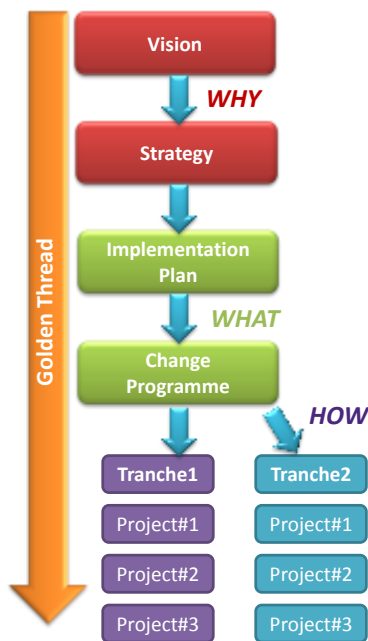 Golden Thread
Vision
WHY
Strategy
Implementation
Plan
WHAT
Change
Programme
HOW
Tranche1
Project#1
Project#2
Project#3
Tranche2
Project#1
Project#2
Project#3